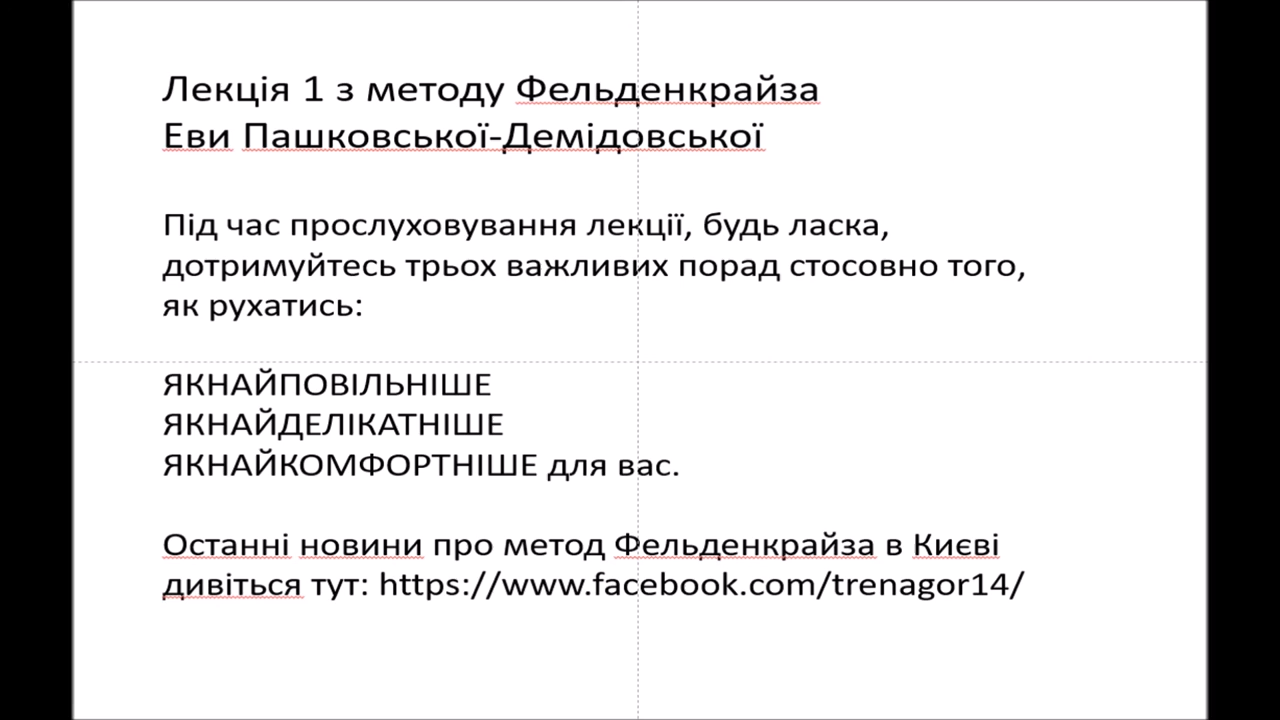 Лекція 1 з методу Фельденкрайза
Еви Пашковської-Демідовської
Під час прослуховування лекції, будь ласка,
дотримуйтесь трьох важливих порад стосовно того,
як рухатись:
ЯКНАЙПОВІЛЬНІШЕ
ЯКНАЙДЕЛІКАТНІШЕ
ЯКНАЙКОМФОРТНІШЕ для вас.
Останні новини про метод Фельденкрайза в Києві
дивіться тут: https://www.facebook.com/trenagor14/